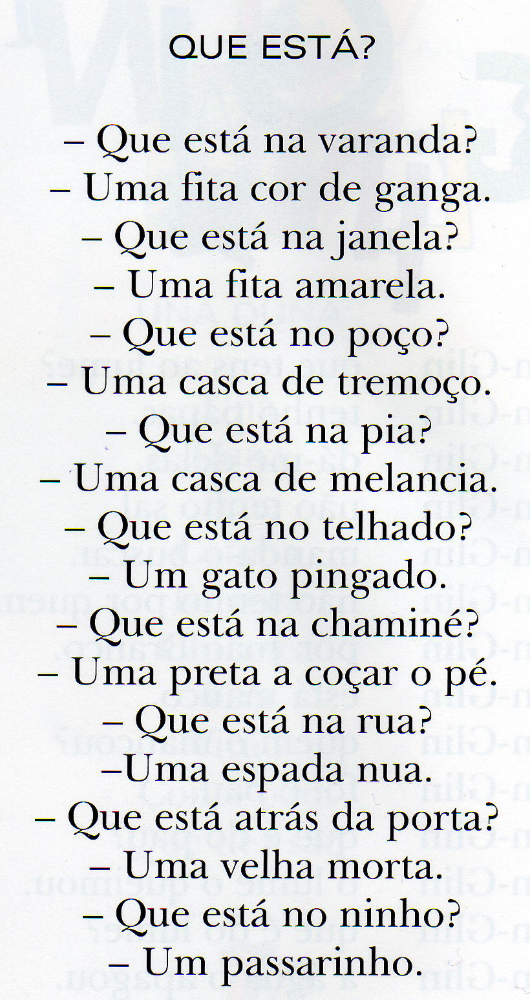 QUE ESTÁ?
– Que está na varanda?
– Uma fita cor de ganga.
– Que está na janela?
– Uma fita amarela.
– Que está no poço?
– Uma casca de tremoço.
– Que está na pia?
– Uma casca de melancia.
– Que está no telhado?
– Um gato pingado.
– Que está na chaminé?
– Uma preta a coçar o pé.
– Que está na rua?
–Uma espada nua.
– Que está atrás da porta?
– Uma velha morta.
– Que está no ninho?
– Um passarinho.